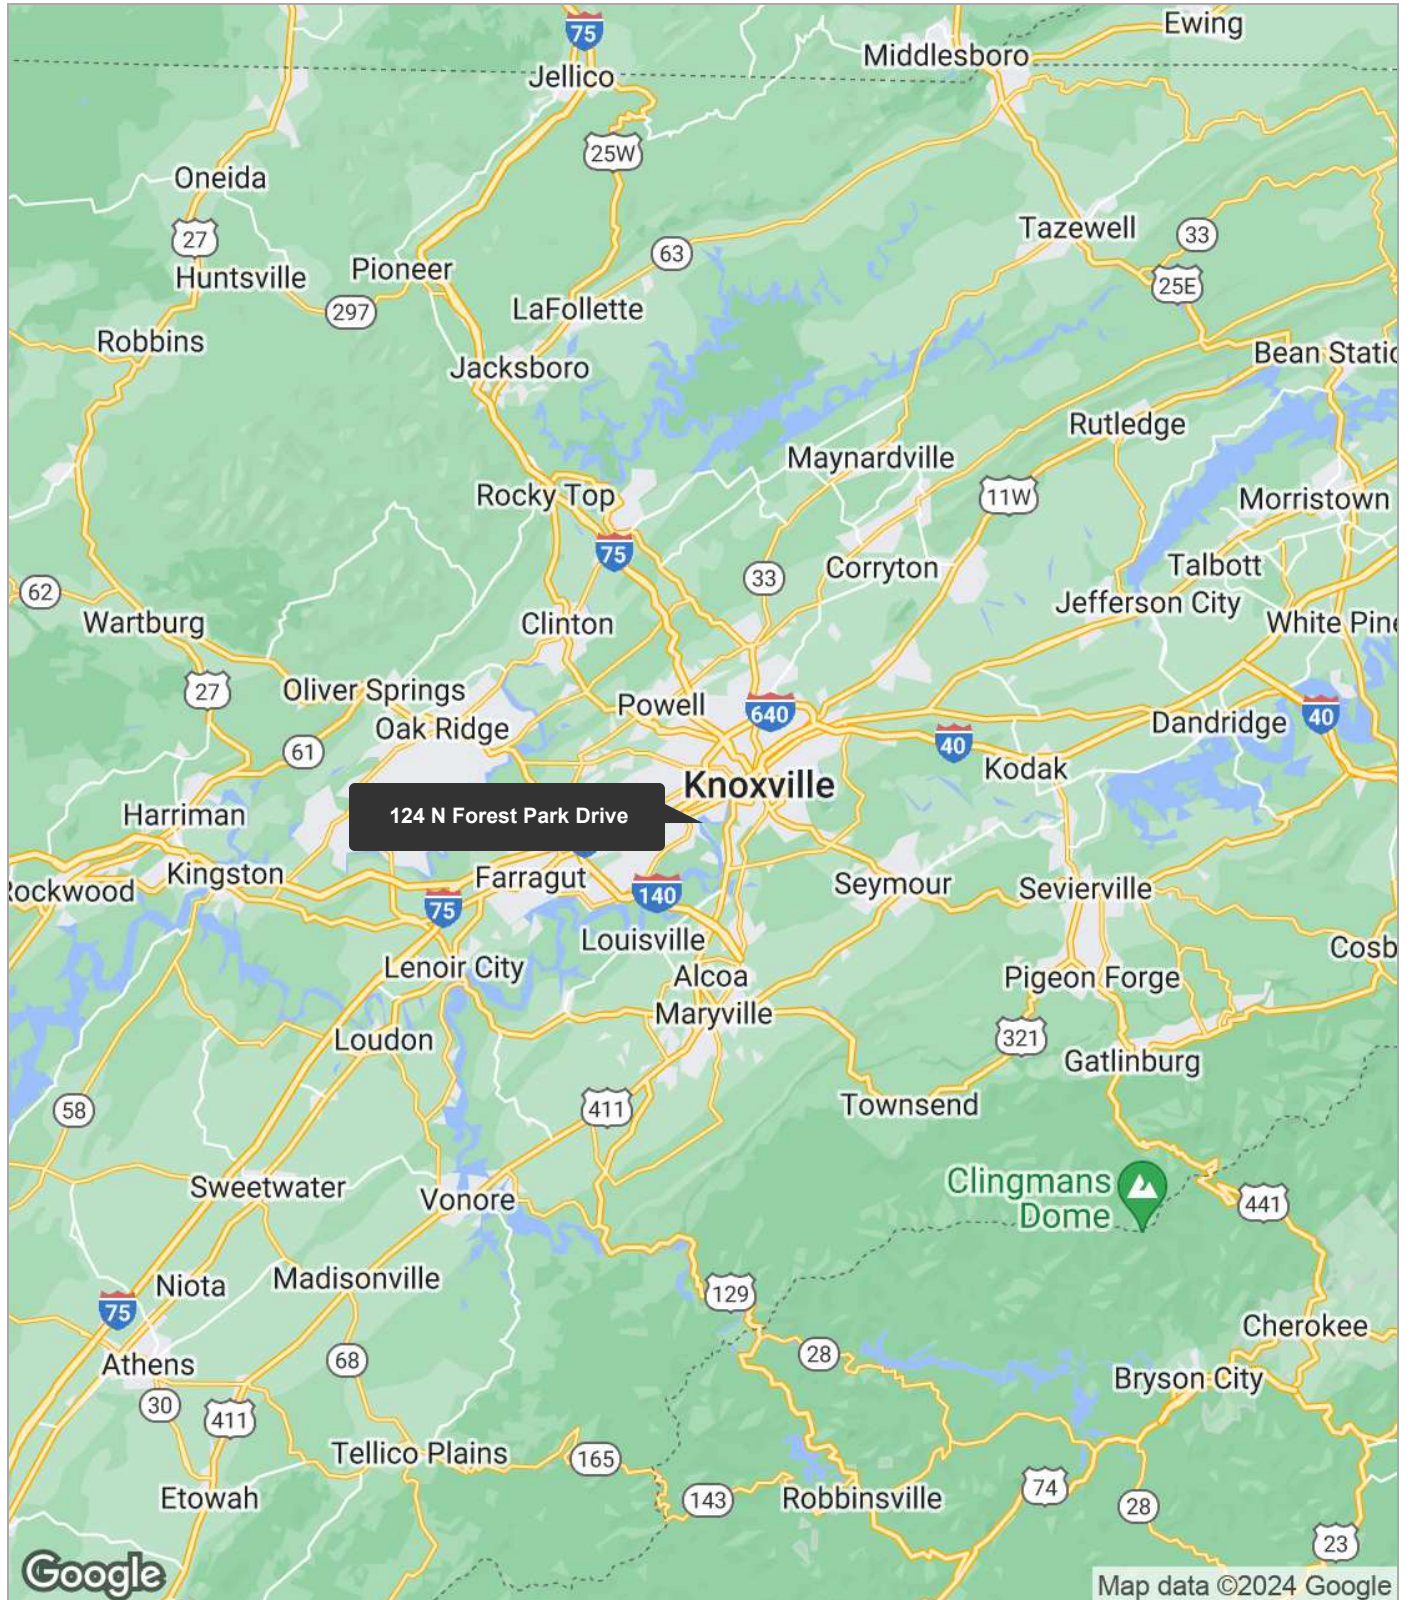 75
Ewing
Middlesboro
Jellico
25W
Oneida
Tazewell
33
27
63
Huntsville
Pioneer
25E
297
LaFollette
Robbins
Bean Static
Jacksboro
Rutledge
Maynardville
Rocky Top
11W
Morristown
75
33
Corryton
Talbott
62
Jefferson City
Wartburg
Clinton
White Pine
27
Oliver Springs
Powell
640
40
Oak Ridge
Dandridge
61
40
Kodak
Knoxville
Harriman
124 N Forest Park Drive
Kingston
Farragut
Seymour
Sevierville
Rockwood
75
140
Louisville
Cosb
Lenoir City
Alcoa
Pigeon Forge
Maryville
Loudon
321
Gatlinburg
58
411
Townsend
Sweetwater
Vonore
Clingmans
Dome
441
Niota
Madisonville
129
75
Cherokee
28
Athens
68
Bryson City
30
411
Tellico Plains
165
74
Etowah
143
Robbinsville
28
23
Google
Map data ©2024 Google